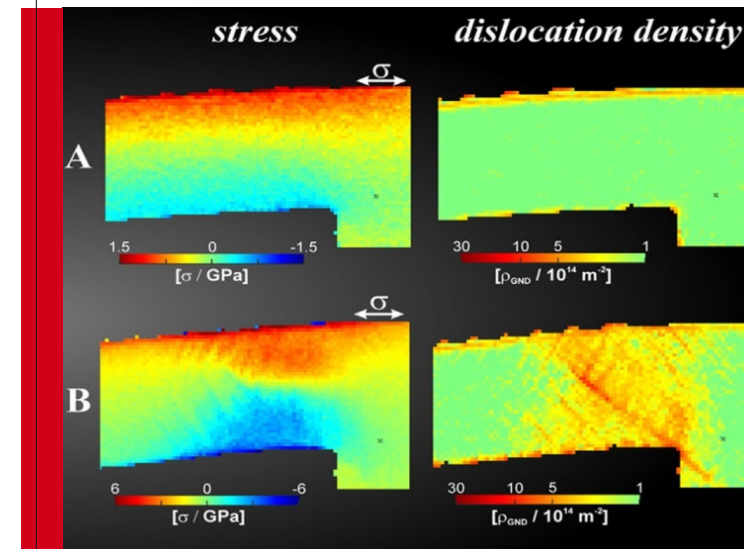 stress dislocation density
σ
A
1.5 0 -1.5 30 10 5 1
[σ / GPa] [ρGND / 10¹⁴ m⁻²]
σ
B
6 0 -6 30 10 5 1
[σ / GPa] [ρGND / 10¹⁴ m⁻²]